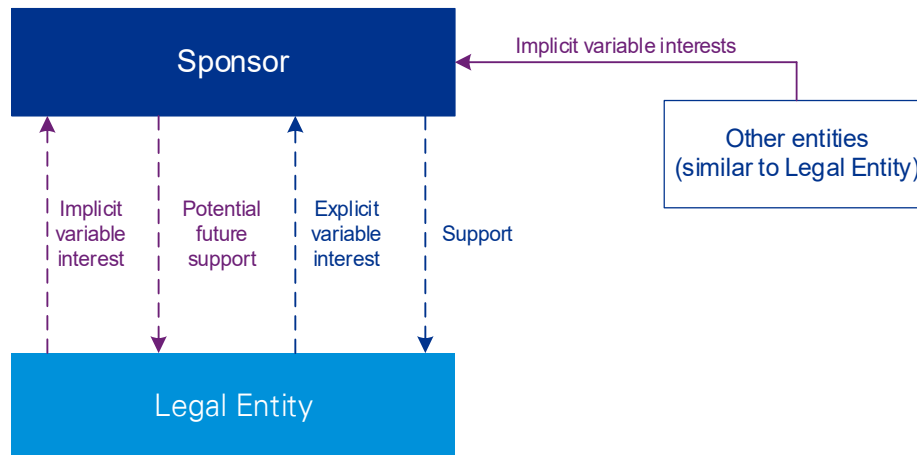 Sponsor
Implicit variable interests
Other entities
(similar to Legal Entity)
Implicit
variable
interest
Potential
future
support
Explicit
variable
interest
Support
Legal Entity